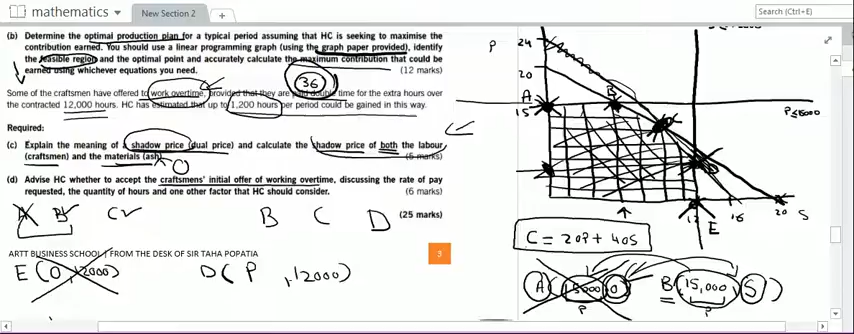 mathematics
New Section 2
+
Search (Ctrl+E)
(b) Determine the optimal production plan for a typical period assuming that HC is seeking to maximise the
contribution earned. You should use a linear programming graph (using the graph paper provided), identify
the feasible region and the optimal point and accurately calculate the maximum contribution that could be
earned using whichever equations you need. (12 marks)
36
Some of the craftsmen have offered to work overtime, provided that they are paid double time for the extra hours over
the contracted 12,000 hours. HC has estimated that up to 1,200 hours per period could be gained in this way.
Required:
(c) Explain the meaning of a shadow price (dual price) and calculate the shadow price of both the labour
(craftsmen) and the materials (ash). (6 marks)
0
(d) Advise HC whether to accept the craftsmens' initial offer of working overtime, discussing the rate of pay
requested, the quantity of hours and one other factor that HC should consider. (6 marks)
A B C B C D (25 marks)
ARTT BUSINESS SCHOOL / FROM THE DESK OF SIR TAHA POPATIA 3
E (0, 12000) D( P , 12000)
P 24
20
A B
15 P≤15000
C
D
12 16 20 S
E
C = 20P + 40S
A (15000 0) B (15,000 S)
P P